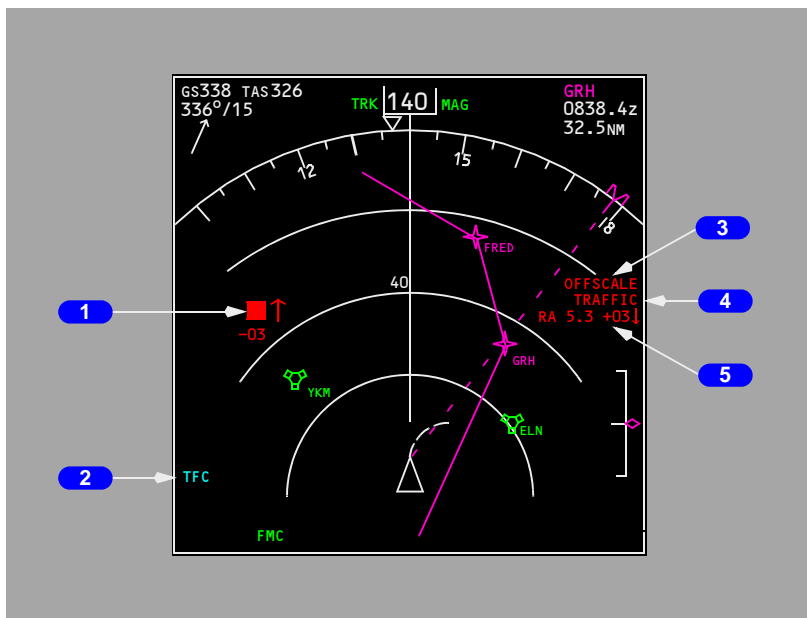 GS338 TAS326
336°/15
TRK 140 MAG
GRH
0838.4z
32.5NM
12
15
18
FRED
3
OFFSCALE
TRAFFIC
RA 5.3 +03↓
4
40
1
-03
GRH
5
YKM
ELN
2
TFC
FMC